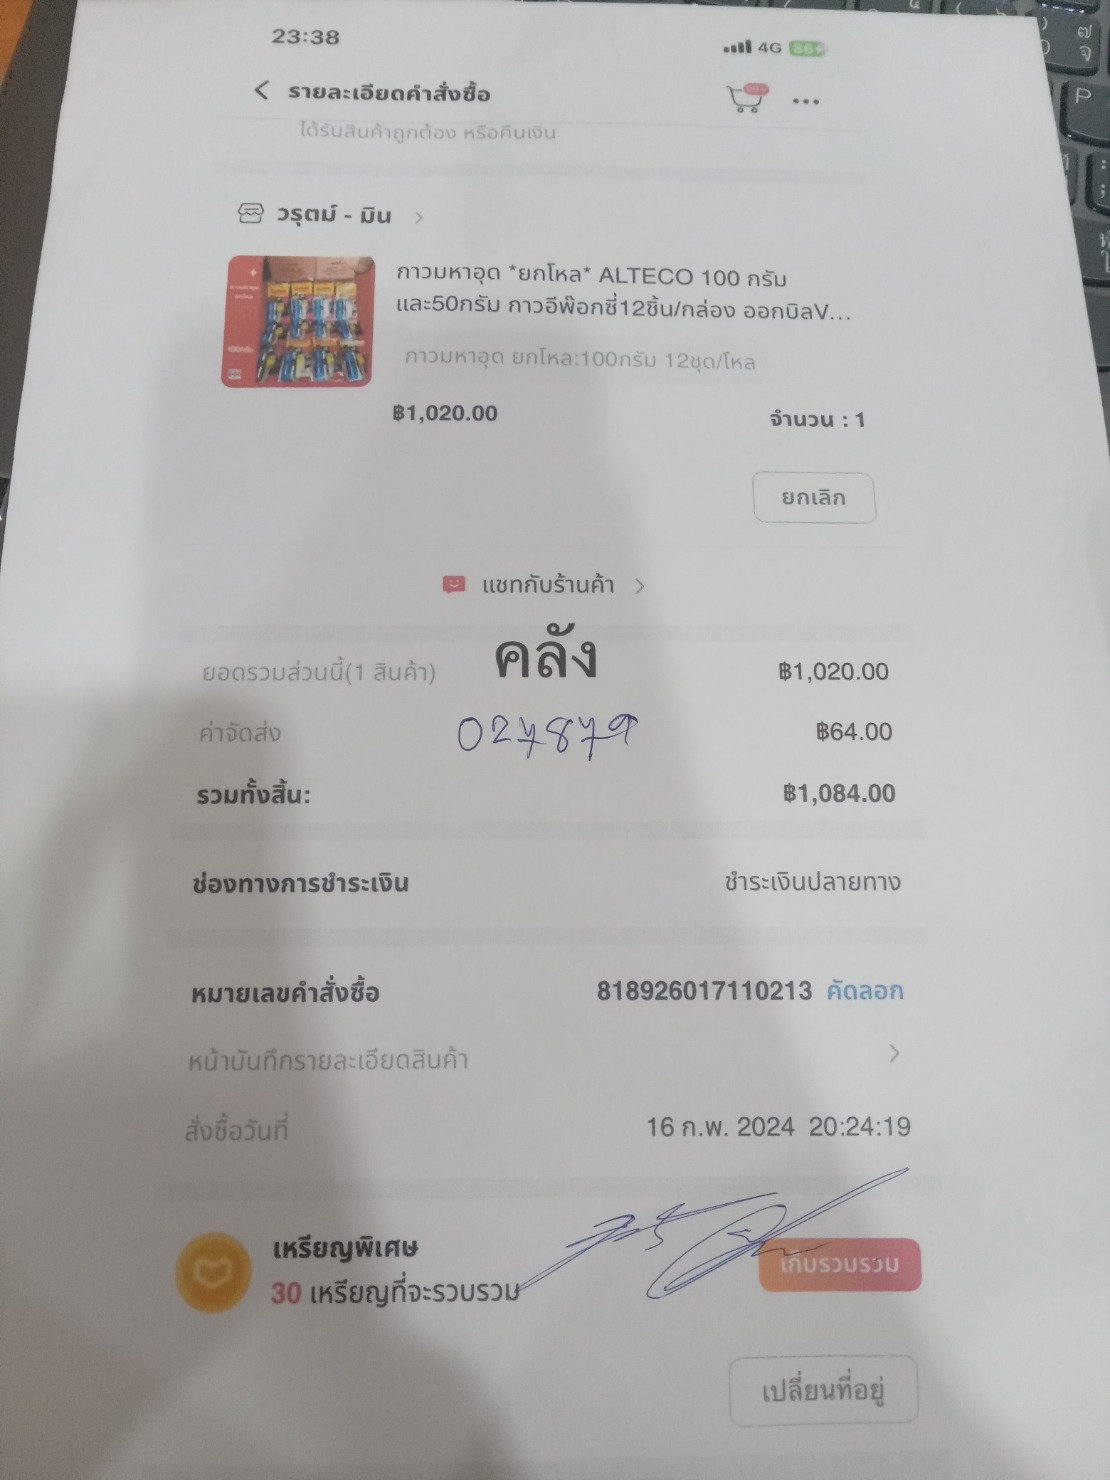 23:38
4G 86
รายละเอียดคำสั่งซื้อ
ได้รับสินค้าถูกต้อง หรือคืนเงิน
วรุตม์ - มิน
กาวมหาอุด *ยกโหล* ALTECO 100 กรัม
และ50กรัม กาวอีพ๊อกซี่12ชิ้น/กล่อง ออกบิลV...
กาวมหาอุด ยกโหล:100กรัม 12ชุด/โหล
฿1,020.00 จำนวน : 1
ยกเลิก
แชทกับร้านค้า
คลัง
ยอดรวมส่วนนี้(1 สินค้า) ฿1,020.00
ค่าจัดส่ง 027879 ฿64.00
รวมทั้งสิ้น: ฿1,084.00
ช่องทางการชำระเงิน ชำระเงินปลายทาง
หมายเลขคำสั่งซื้อ 818926017110213 คัดลอก
หน้าบันทึกรายละเอียดสินค้า
สั่งซื้อวันที่ 16 ก.พ. 2024 20:24:19
เหรียญพิเศษ
30 เหรียญที่จะรวบรวม เก็บรวบรวม
เปลี่ยนที่อยู่